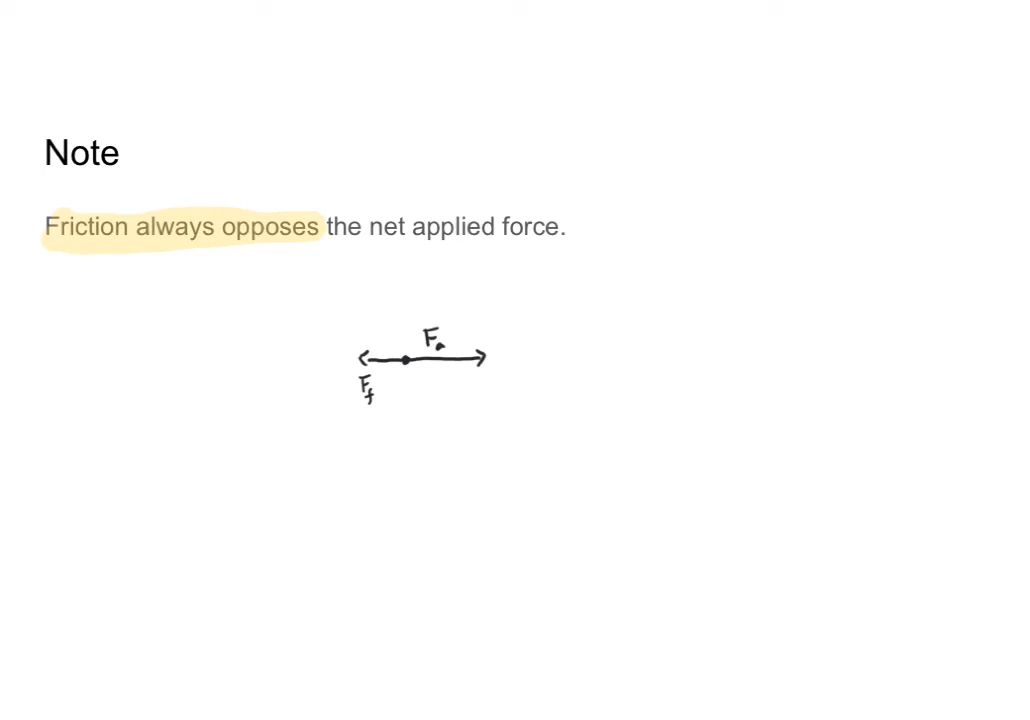 Note
Friction always opposes the net applied force.
Fa
Ff